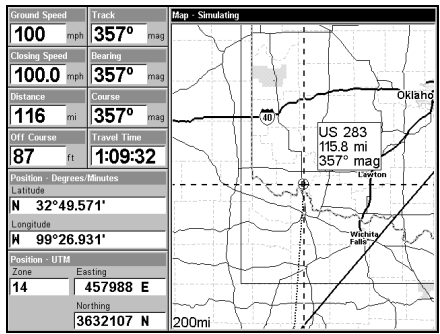 Ground Speed
100 mph
Track
357° mag
Closing Speed
100.0 mph
Bearing
357° mag
Distance
116 mi
Course
357° mag
Off Course
87 ft
Travel Time
1:09:32
Position - Degrees/Minutes
Latitude
N 32°49.571'
Longitude
W 99°26.931'
Position - UTM
Zone
14
Easting
457988 E
Northing
3632107 N
Map - Simulating
Oklaho
40
US 283
115.8 mi
357° mag
Lawton
Wichita
Falls
200mi